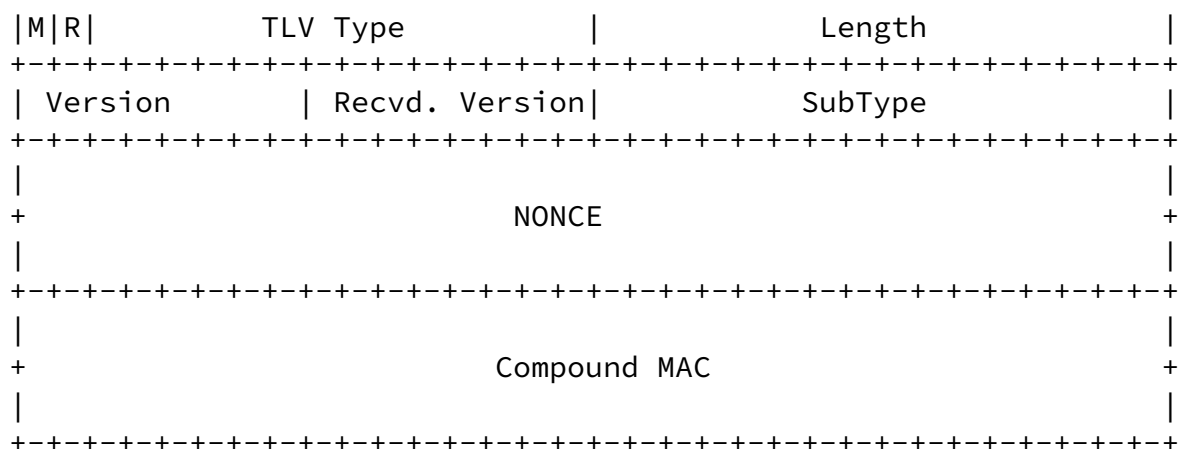 |M|R|         TLV Type          |            Length             |
+-+-+-+-+-+-+-+-+-+-+-+-+-+-+-+-+-+-+-+-+-+-+-+-+-+-+-+-+-+-+-+-+
| Version       | Recvd. Version|           SubType             |
+-+-+-+-+-+-+-+-+-+-+-+-+-+-+-+-+-+-+-+-+-+-+-+-+-+-+-+-+-+-+-+-+
|                                                               |
+                           NONCE                               +
|                                                               |
+-+-+-+-+-+-+-+-+-+-+-+-+-+-+-+-+-+-+-+-+-+-+-+-+-+-+-+-+-+-+-+-+
|                                                               |
+                          Compound MAC                         +
|                                                               |
+-+-+-+-+-+-+-+-+-+-+-+-+-+-+-+-+-+-+-+-+-+-+-+-+-+-+-+-+-+-+-+-+